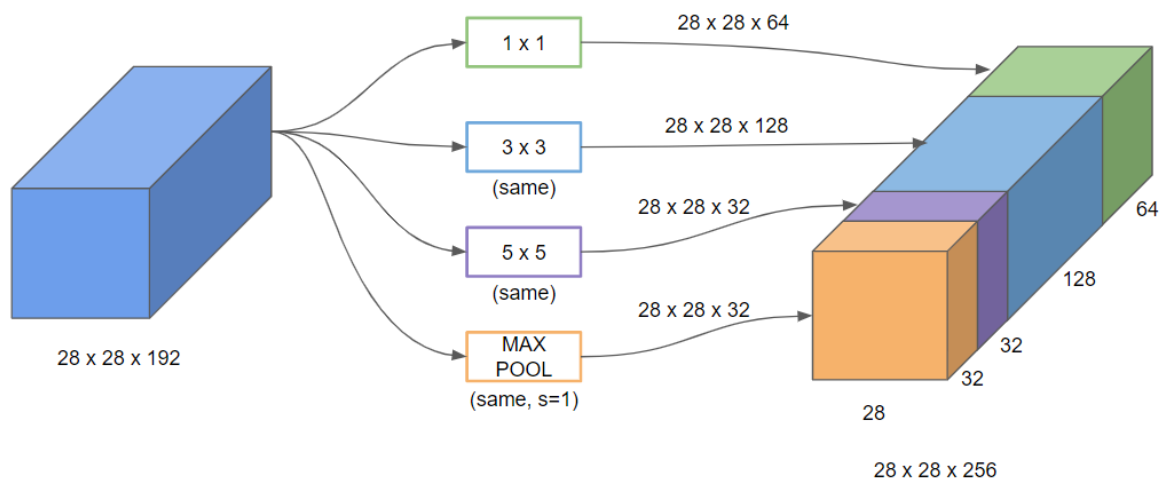 1 x 1
28 x 28 x 64
3 x 3
(same)
28 x 28 x 128
5 x 5
(same)
28 x 28 x 32
MAX
POOL
(same, s=1)
28 x 28 x 32
28 x 28 x 192
64
128
32
32
28
28 x 28 x 256